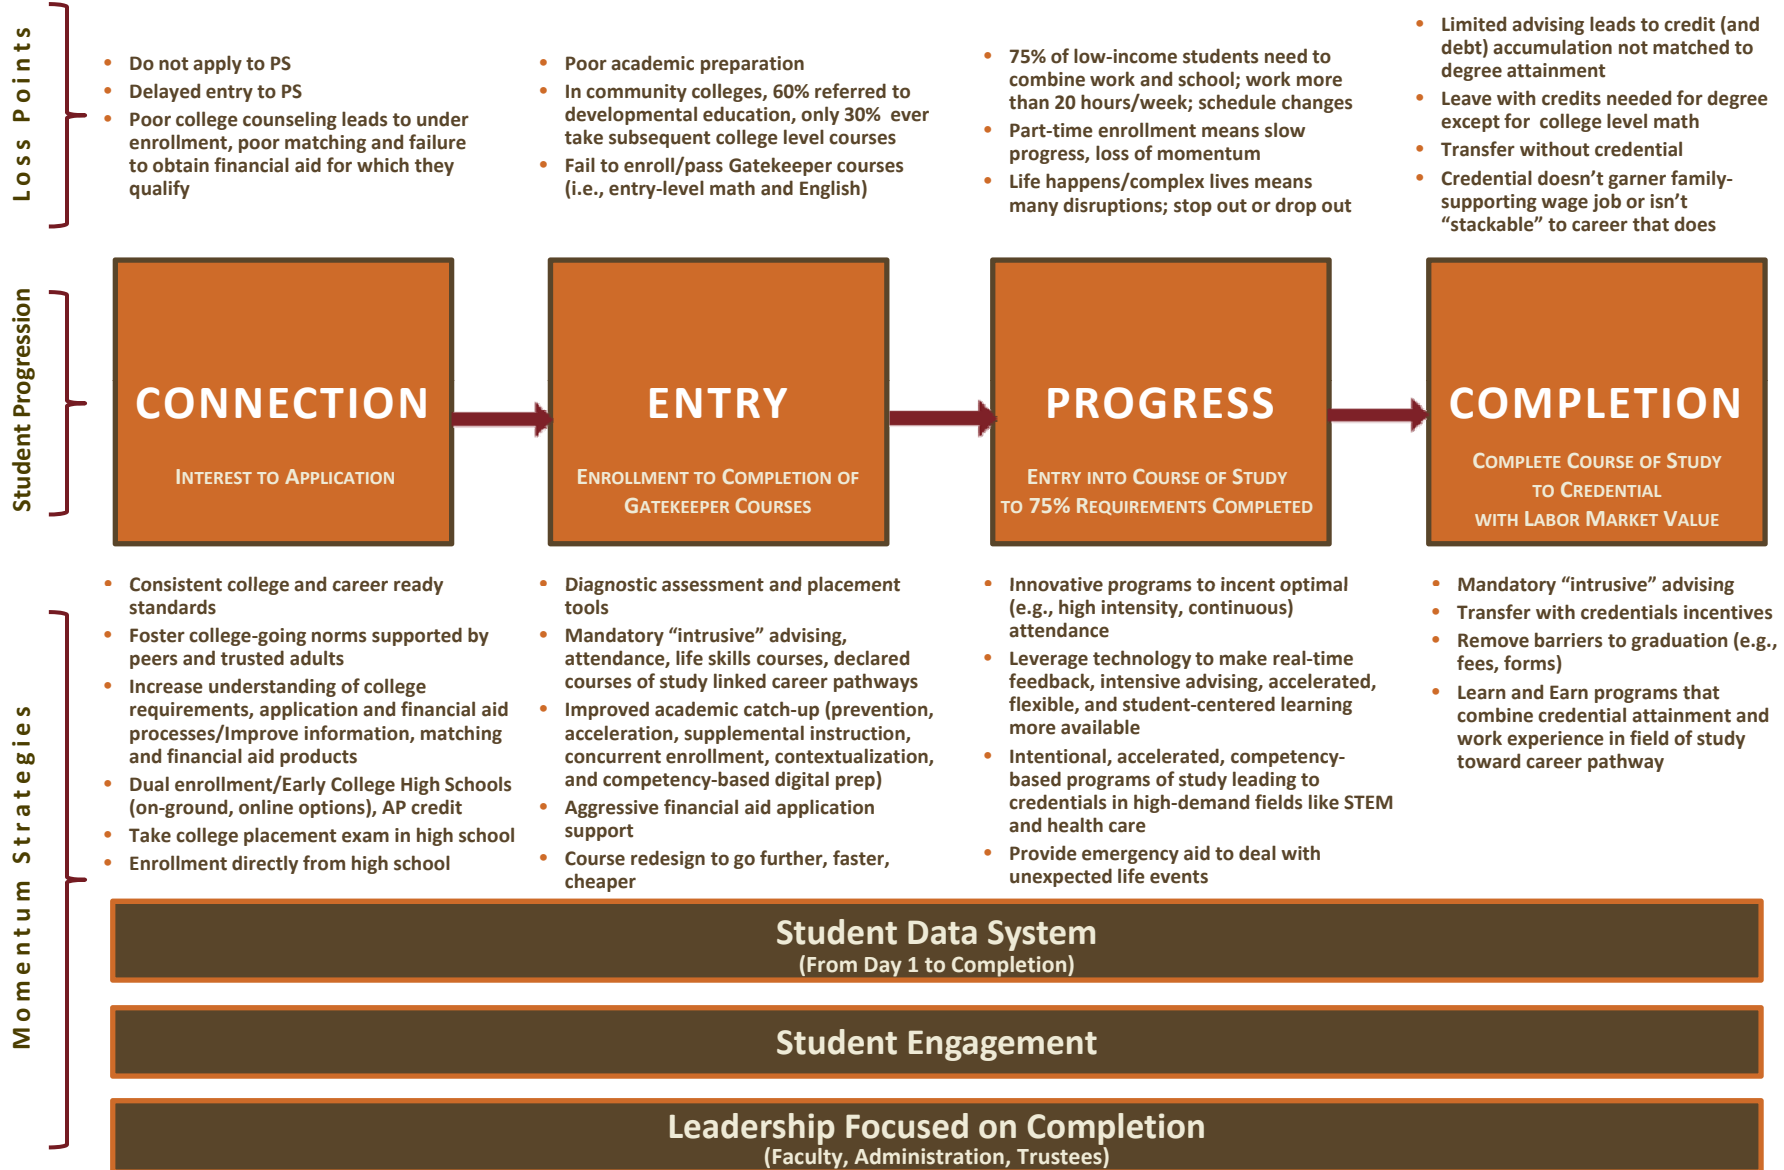 Loss Points
• Do not apply to PS
• Delayed entry to PS
• Poor college counseling leads to under
enrollment, poor matching and failure
to obtain financial aid for which they
qualify
• Poor academic preparation
• In community colleges, 60% referred to
developmental education, only 30% ever
take subsequent college level courses
• Fail to enroll/pass Gatekeeper courses
(i.e., entry-level math and English)
• 75% of low-income students need to
combine work and school; work more
than 20 hours/week; schedule changes
• Part-time enrollment means slow
progress, loss of momentum
• Life happens/complex lives means
many disruptions; stop out or drop out
• Limited advising leads to credit (and
debt) accumulation not matched to
degree attainment
• Leave with credits needed for degree
except for college level math
• Transfer without credential
• Credential doesn’t garner family-
supporting wage job or isn’t
“stackable” to career that does
Student Progression
CONNECTION
INTEREST TO APPLICATION
ENTRY
ENROLLMENT TO COMPLETION OF
GATEKEEPER COURSES
PROGRESS
ENTRY INTO COURSE OF STUDY
TO 75% REQUIREMENTS COMPLETED
COMPLETION
COMPLETE COURSE OF STUDY
TO CREDENTIAL
WITH LABOR MARKET VALUE
Momentum Strategies
• Consistent college and career ready
standards
• Foster college-going norms supported by
peers and trusted adults
• Increase understanding of college
requirements, application and financial aid
processes/Improve information, matching
and financial aid products
• Dual enrollment/Early College High Schools
(on-ground, online options), AP credit
• Take college placement exam in high school
• Enrollment directly from high school
• Diagnostic assessment and placement
tools
• Mandatory “intrusive” advising,
attendance, life skills courses, declared
courses of study linked career pathways
• Improved academic catch-up (prevention,
acceleration, supplemental instruction,
concurrent enrollment, contextualization,
and competency-based digital prep)
• Aggressive financial aid application
support
• Course redesign to go further, faster,
cheaper
• Innovative programs to incent optimal
(e.g., high intensity, continuous)
attendance
• Leverage technology to make real-time
feedback, intensive advising, accelerated,
flexible, and student-centered learning
more available
• Intentional, accelerated, competency-
based programs of study leading to
credentials in high-demand fields like STEM
and health care
• Provide emergency aid to deal with
unexpected life events
• Mandatory “intrusive” advising
• Transfer with credentials incentives
• Remove barriers to graduation (e.g.,
fees, forms)
• Learn and Earn programs that
combine credential attainment and
work experience in field of study
toward career pathway
Student Data System
(From Day 1 to Completion)
Student Engagement
Leadership Focused on Completion
(Faculty, Administration, Trustees)